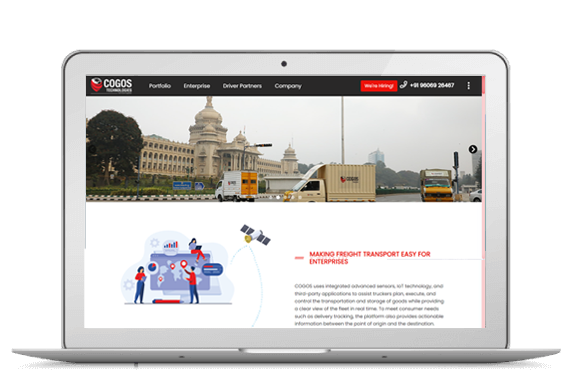 COGOS
TECHNOLOGIES
Portfolio Enterprise Driver Partners Company We're Hiring! +91 96069 26467
COGOS
COGOS
MAKING FREIGHT TRANSPORT EASY FOR
ENTERPRISES
COGOS uses integrated advanced sensors, IoT technology, and
third-party applications to assist truckers plan, execute, and
control the transportation and storage of goods while providing
a clear view of the fleet in real time. To meet consumer needs
such as delivery tracking, the platform also provides actionable
information between the point of origin and the destination.